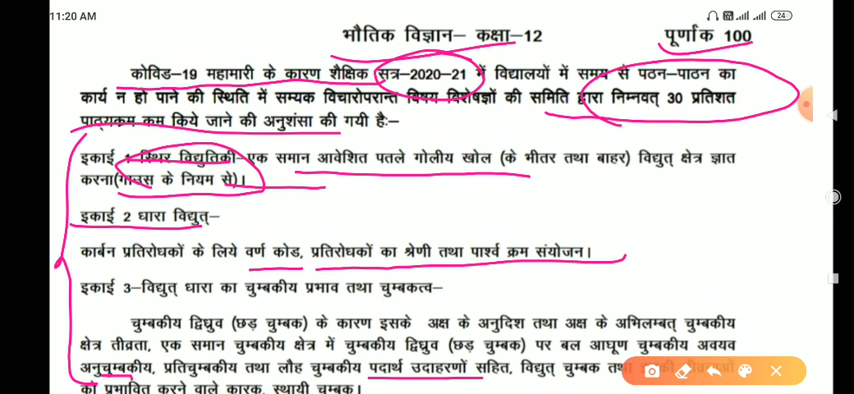 11:20 AM 24
भौतिक विज्ञान– कक्षा–12 पूर्णांक 100
कोविड–19 महामारी के कारण शैक्षिक सत्र–2020–21 में विद्यालयों में समय से पठन–पाठन का
कार्य न हो पाने की स्थिति में सम्यक विचारोपरान्त विषय विशेषज्ञों की समिति द्वारा निम्नवत् 30 प्रतिशत
पाठ्यक्रम कम किये जाने की अनुशंसा की गयी है:–
इकाई 1–स्थिर विद्युतिकी–एक समान आवेशित पतले गोलीय खोल (के भीतर तथा बाहर) विद्युत् क्षेत्र ज्ञात
करना(गाउस के नियम से)।
इकाई 2 धारा विद्युत्–
कार्बन प्रतिरोधकों के लिये वर्ण कोड, प्रतिरोधकों का श्रेणी तथा पार्श्व क्रम संयोजन।
इकाई 3–विद्युत् धारा का चुम्बकीय प्रभाव तथा चुम्बकत्व–
चुम्बकीय द्विध्रुव (छड़ चुम्बक) के कारण इसके अक्ष के अनुदिश तथा अक्ष के अभिलम्बत् चुम्बकीय
क्षेत्र तीव्रता, एक समान चुम्बकीय क्षेत्र में चुम्बकीय द्विध्रुव (छड़ चुम्बक) पर बल आघूण चुम्बकीय अवयव
अनुचुम्बकीय, प्रतिचुम्बकीय तथा लौह चुम्बकीय पदार्थ उदाहरणों सहित, विद्युत् चुम्बक तथा
को प्रभावित करने वाले कारक, स्थायी चुम्बक।